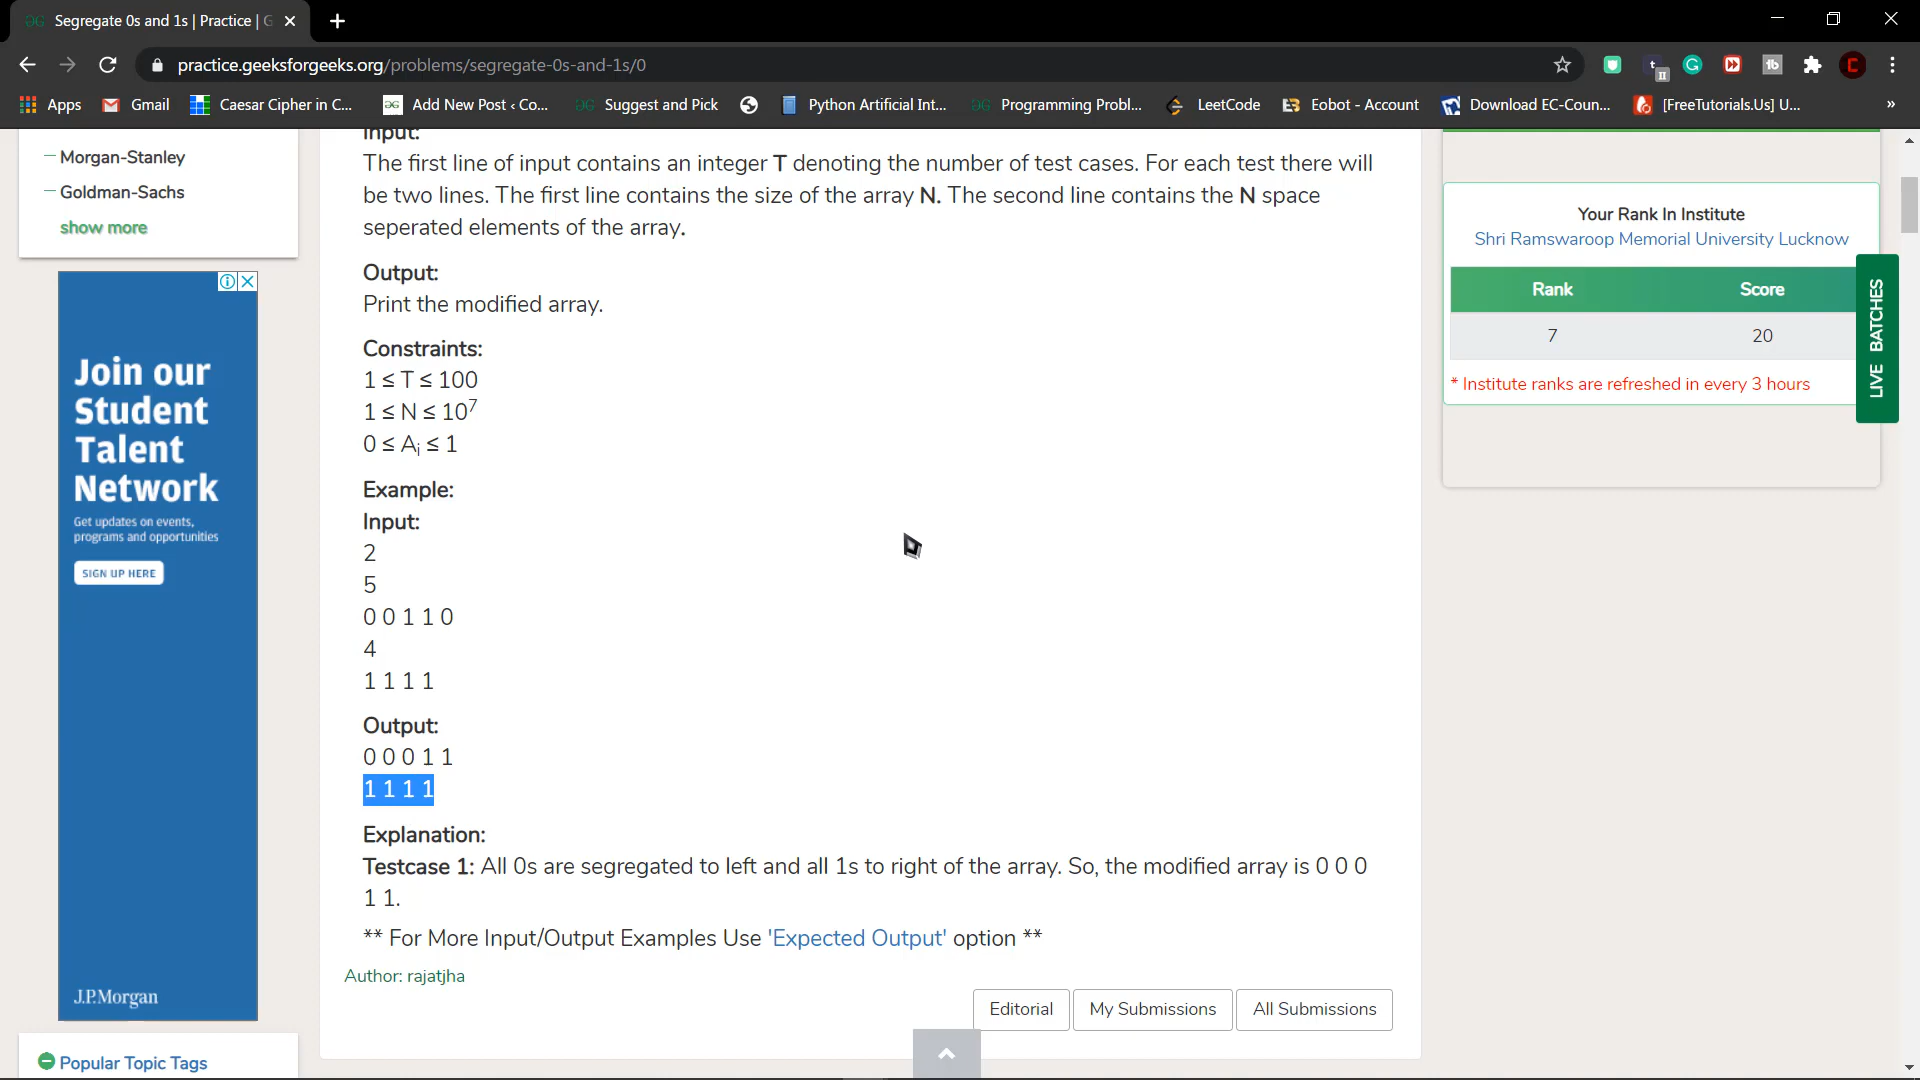 Segregate 0s and 1s | Practice | G
practice.geeksforgeeks.org/problems/segregate-0s-and-1s/0
Apps
Gmail
Caesar Cipher in C...
Add New Post ‹ Co...
Suggest and Pick
Python Artificial Int...
Programming Probl...
LeetCode
Eobot - Account
Download EC-Coun...
[FreeTutorials.Us] U...
»
Morgan-Stanley
Goldman-Sachs
show more
Join our
Student
Talent
Network
Get updates on events,
programs and opportunities
SIGN UP HERE
J.P.Morgan
Popular Topic Tags
Input:
The first line of input contains an integer T denoting the number of test cases. For each test there will
be two lines. The first line contains the size of the array N. The second line contains the N space
seperated elements of the array.
Output:
Print the modified array.
Constraints:
1 ≤ T ≤ 100
1 ≤ N ≤ 10⁷
0 ≤ Aᵢ ≤ 1
Example:
Input:
2
5
0 0 1 1 0
4
1 1 1 1
Output:
0 0 0 1 1
1 1 1 1
Explanation:
Testcase 1: All 0s are segregated to left and all 1s to right of the array. So, the modified array is 0 0 0
1 1.
** For More Input/Output Examples Use 'Expected Output' option **
Author: rajatjha
Editorial
My Submissions
All Submissions
Your Rank In Institute
Shri Ramswaroop Memorial University Lucknow
Rank Score
7 20
* Institute ranks are refreshed in every 3 hours
LIVE BATCHES